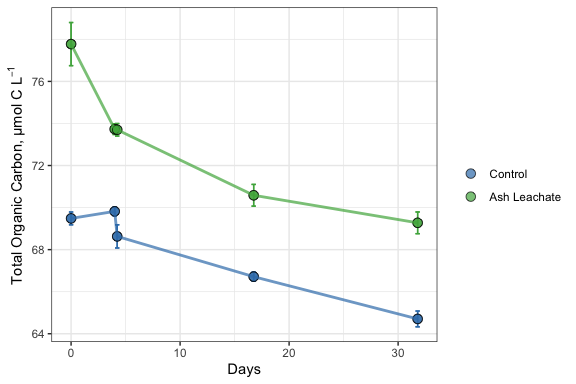 Total Organic Carbon, μmol C L⁻¹
76
72
68
64
0 10 20 30
Days
Control
Ash Leachate